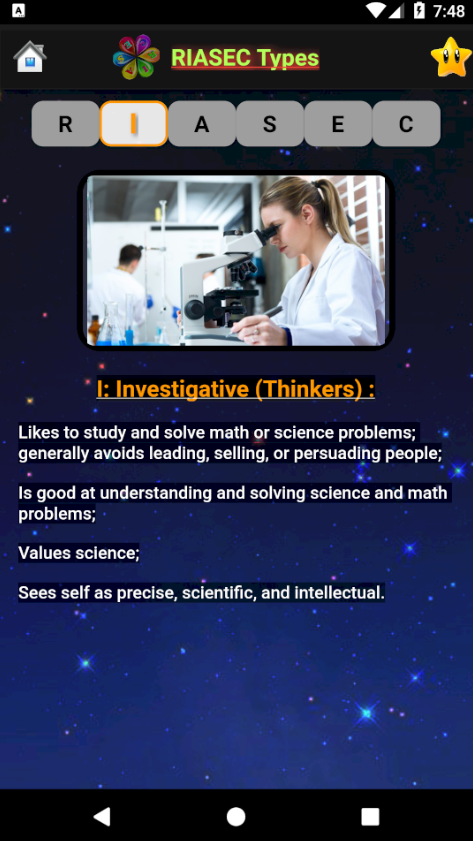 A
7:48
RIASEC Types
R I A S E C
I: Investigative (Thinkers) :
Likes to study and solve math or science problems;
generally avoids leading, selling, or persuading people;
Is good at understanding and solving science and math
problems;
Values science;
Sees self as precise, scientific, and intellectual.